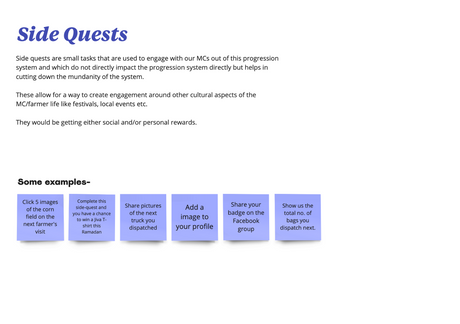 Side Quests
Side quests are small tasks that are used to engage with our MCs out of this progression
system and which do not directly impact the progression system directly but helps in
cutting down the mundanity of the system.
These allow for a way to create engagement around other cultural aspects of the
MC/farmer life like festivals, local events etc.
They would be getting either social and/or personal rewards.
Some examples-
Click 5 images
of the corn
field on the
next farmer's
visit
Complete this
side-quest and
you have a chance
to win a Jiva T-
shirt this
Ramadan
Share pictures
of the next
truck you
dispatched
Add a
image to
your profile
Share your
badge on the
Facebook
group
Show us the
total no. of
bags you
dispatch next.